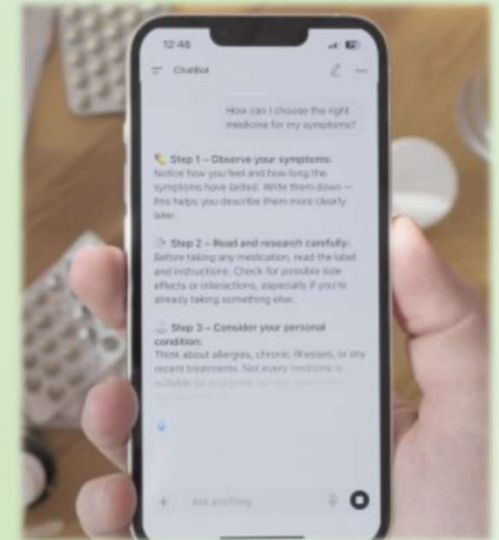 12:46
ChatBot
How can I choose the right
medicine for my symptoms?
Step 1 – Observe your symptoms:
Notice how you feel and how long the
symptoms have lasted. Write them down —
this helps you describe them more clearly
later.
Step 2 – Read and research carefully:
Before taking any medication, read the label
and instructions. Check for possible side
effects or interactions, especially if you're
already taking something else.
Step 3 – Consider your personal
condition:
Think about allergies, chronic illnesses, or any
recent treatments. Not every medicine is
suitable for everyone,
Ask anything